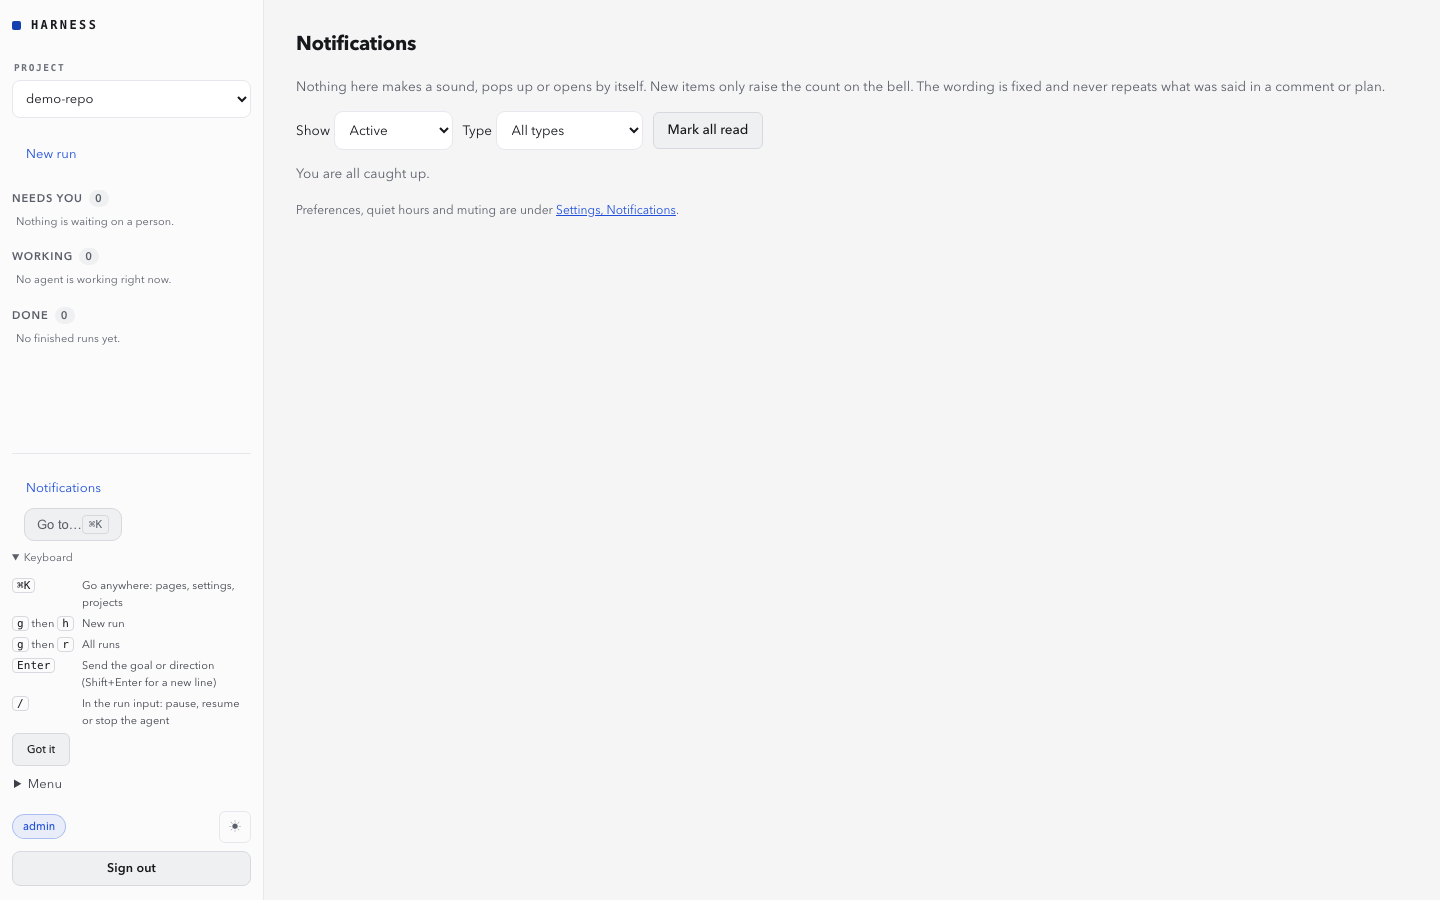 HARNESS
PROJECT
demo-repo
New run
NEEDS YOU 0
Nothing is waiting on a person.
WORKING 0
No agent is working right now.
DONE 0
No finished runs yet.
Notifications
Go to… ⌘K
Keyboard
⌘K Go anywhere: pages, settings,
projects
g then h New run
g then r All runs
Enter Send the goal or direction
(Shift+Enter for a new line)
/ In the run input: pause, resume
or stop the agent
Got it
Menu
admin
Sign out
Notifications
Nothing here makes a sound, pops up or opens by itself. New items only raise the count on the bell. The wording is fixed and never repeats what was said in a comment or plan.
Show Active Type All types Mark all read
You are all caught up.
Preferences, quiet hours and muting are under Settings, Notifications.